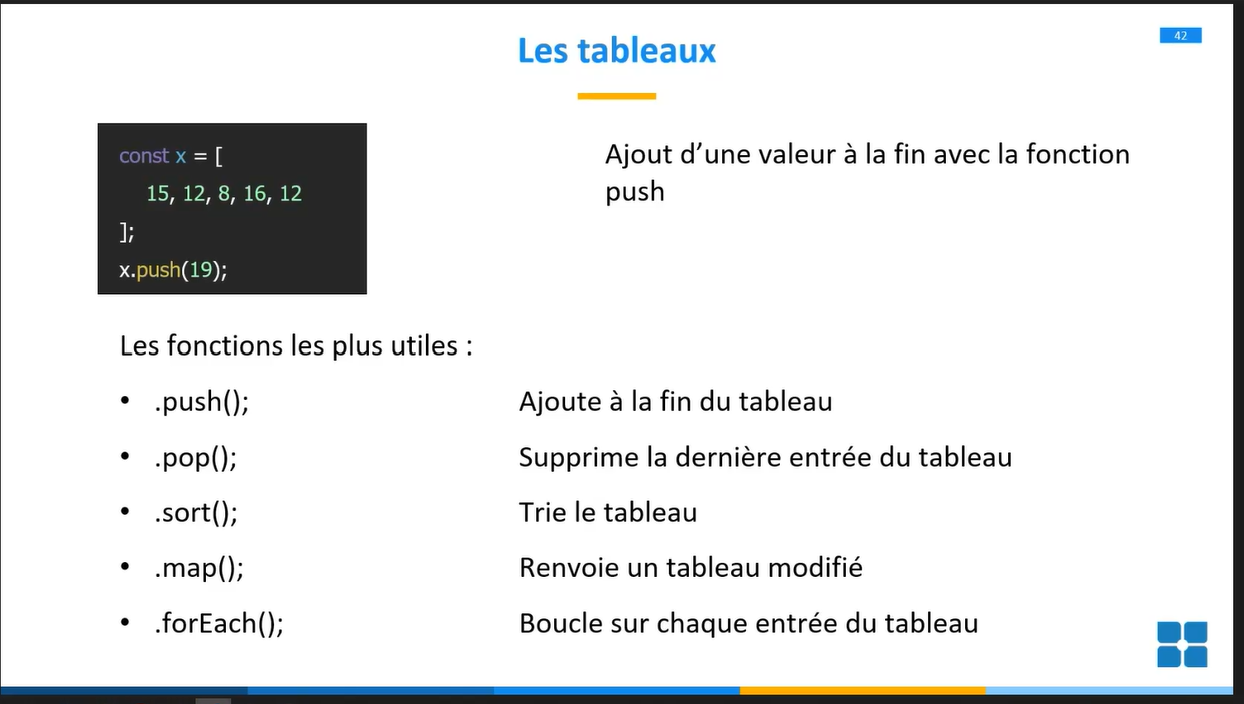 Les tableaux
42
const x = [
15, 12, 8, 16, 12
];
x.push(19);
Ajout d’une valeur à la fin avec la fonction
push
Les fonctions les plus utiles :
• .push(); Ajoute à la fin du tableau
• .pop(); Supprime la dernière entrée du tableau
• .sort(); Trie le tableau
• .map(); Renvoie un tableau modifié
• .forEach(); Boucle sur chaque entrée du tableau